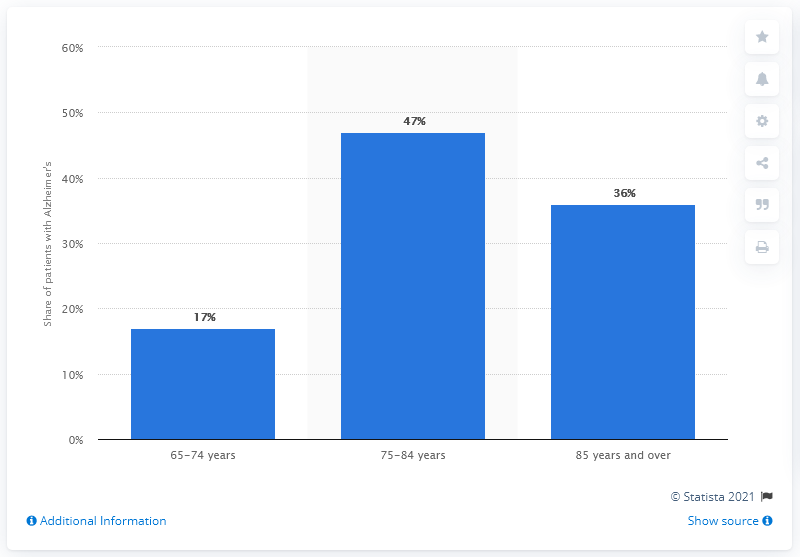 60%
50%
40%
30%
20%
10%
0%
Share of patients with Alzheimer's
17%
47%
36%
65–74 years
75–84 years
85 years and over
© Statista 2021
Additional Information
Show source